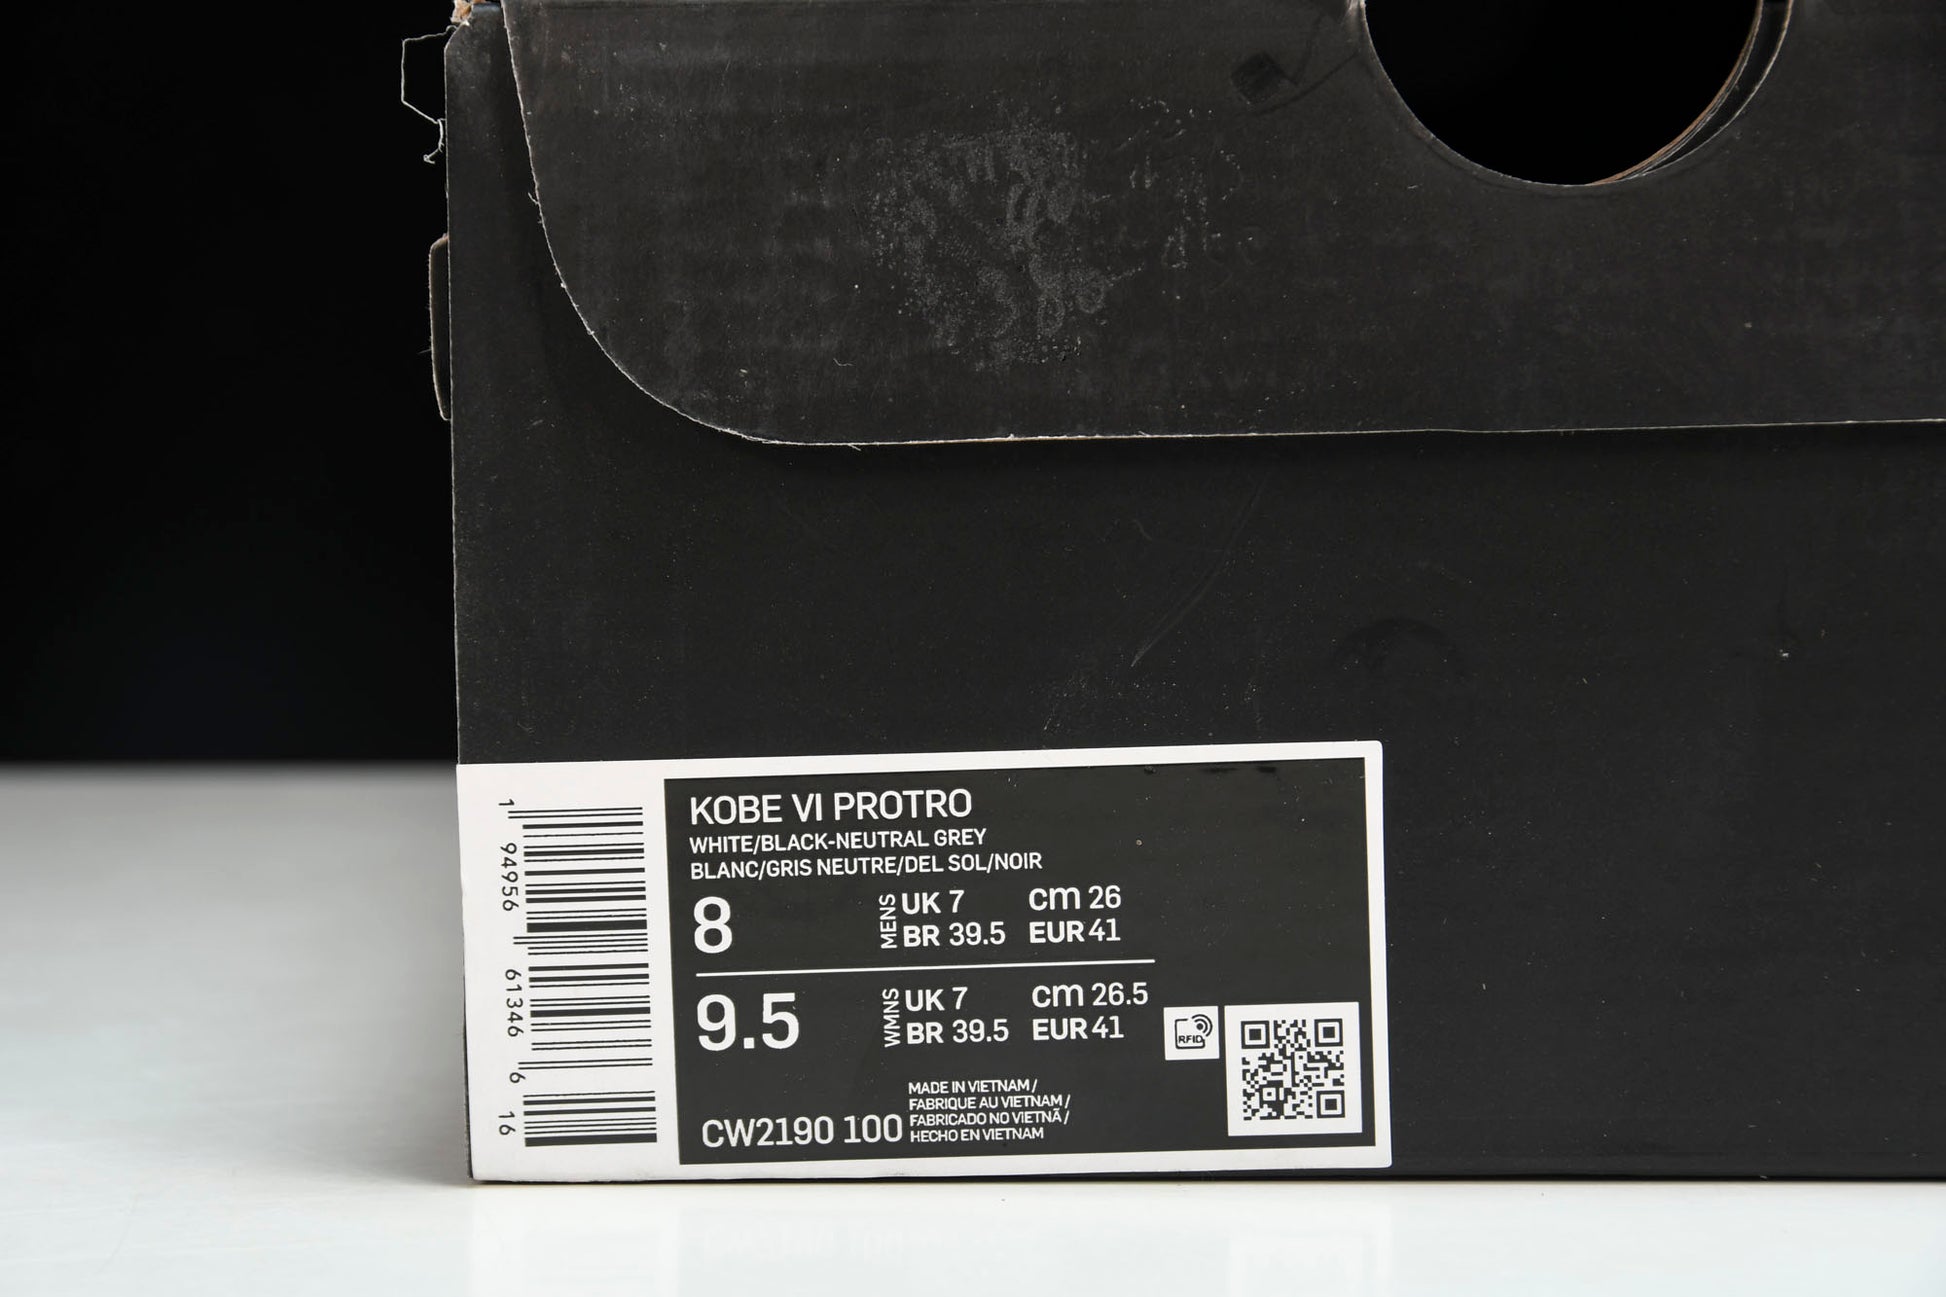 1 94956 61346 6 16
KOBE VI PROTRO
WHITE/BLACK-NEUTRAL GREY
BLANC/GRIS NEUTRE/DEL SOL/NOIR
8 MENS UK 7 cm 26
BR 39.5 EUR 41
9.5 WMNS UK 7 cm 26.5
BR 39.5 EUR 41
RFID
CW2190 100
MADE IN VIETNAM /
FABRIQUE AU VIETNAM /
FABRICADO NO VIETNÃ /
HECHO EN VIETNAM